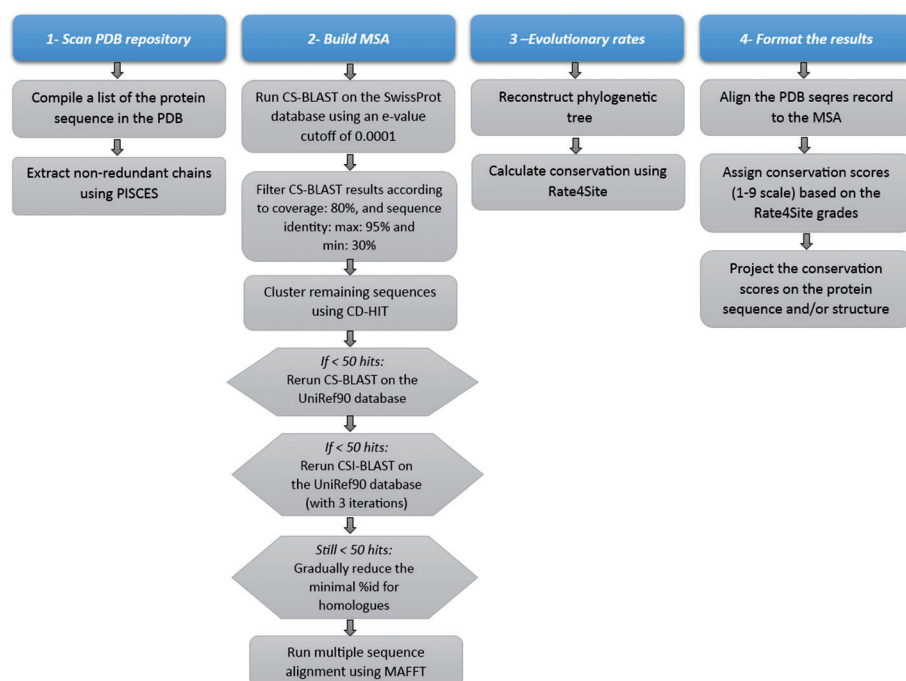 1- Scan PDB repository
Compile a list of the protein
sequence in the PDB
Extract non-redundant chains
using PISCES
2- Build MSA
Run CS-BLAST on the SwissProt
database using an e-value
cutoff of 0.0001
Filter CS-BLAST results according
to coverage: 80%, and sequence
identity: max: 95% and
min: 30%
Cluster remaining sequences
using CD-HIT
If < 50 hits:
Rerun CS-BLAST on the
UniRef90 database
If < 50 hits:
Rerun CSI-BLAST on
the UniRef90 database
(with 3 iterations)
Still < 50 hits:
Gradually reduce the
minimal %id for
homologues
Run multiple sequence
alignment using MAFFT
3 –Evolutionary rates
Reconstruct phylogenetic
tree
Calculate conservation using
Rate4Site
4- Format the results
Align the PDB seqres record
to the MSA
Assign conservation scores
(1-9 scale) based on the
Rate4Site grades
Project the conservation
scores on the protein
sequence and/or structure